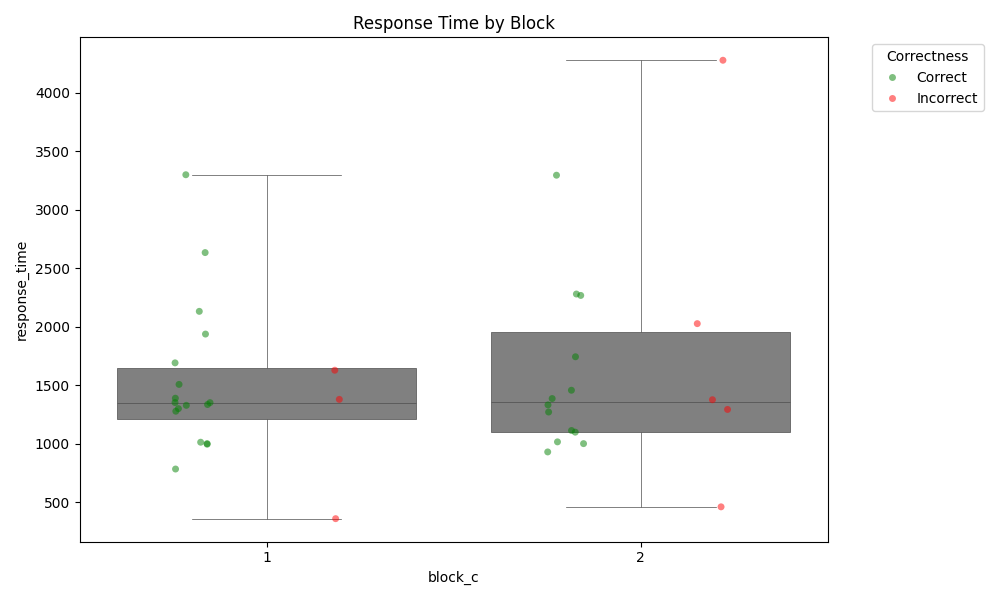 Response Time by Block
Correctness
Correct
Incorrect
response_time
4000
3500
3000
2500
2000
1500
1000
500
1
2
block_c